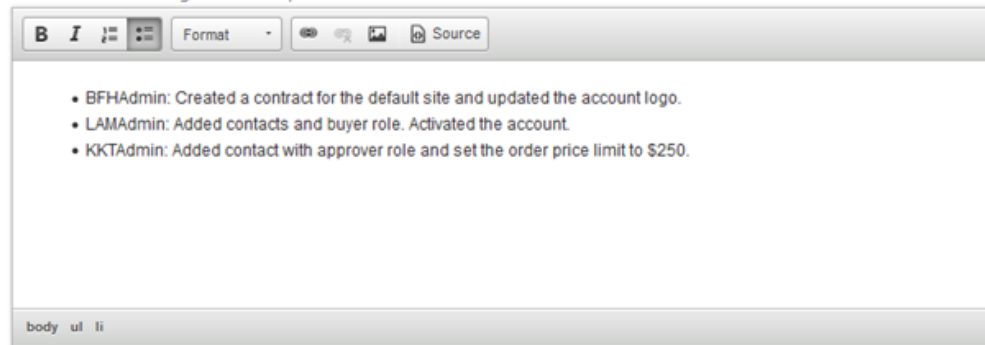 B I Format Source
• BFHAdmin: Created a contract for the default site and updated the account logo.
• LAMAdmin: Added contacts and buyer role. Activated the account.
• KKTAdmin: Added contact with approver role and set the order price limit to $250.
body ul li